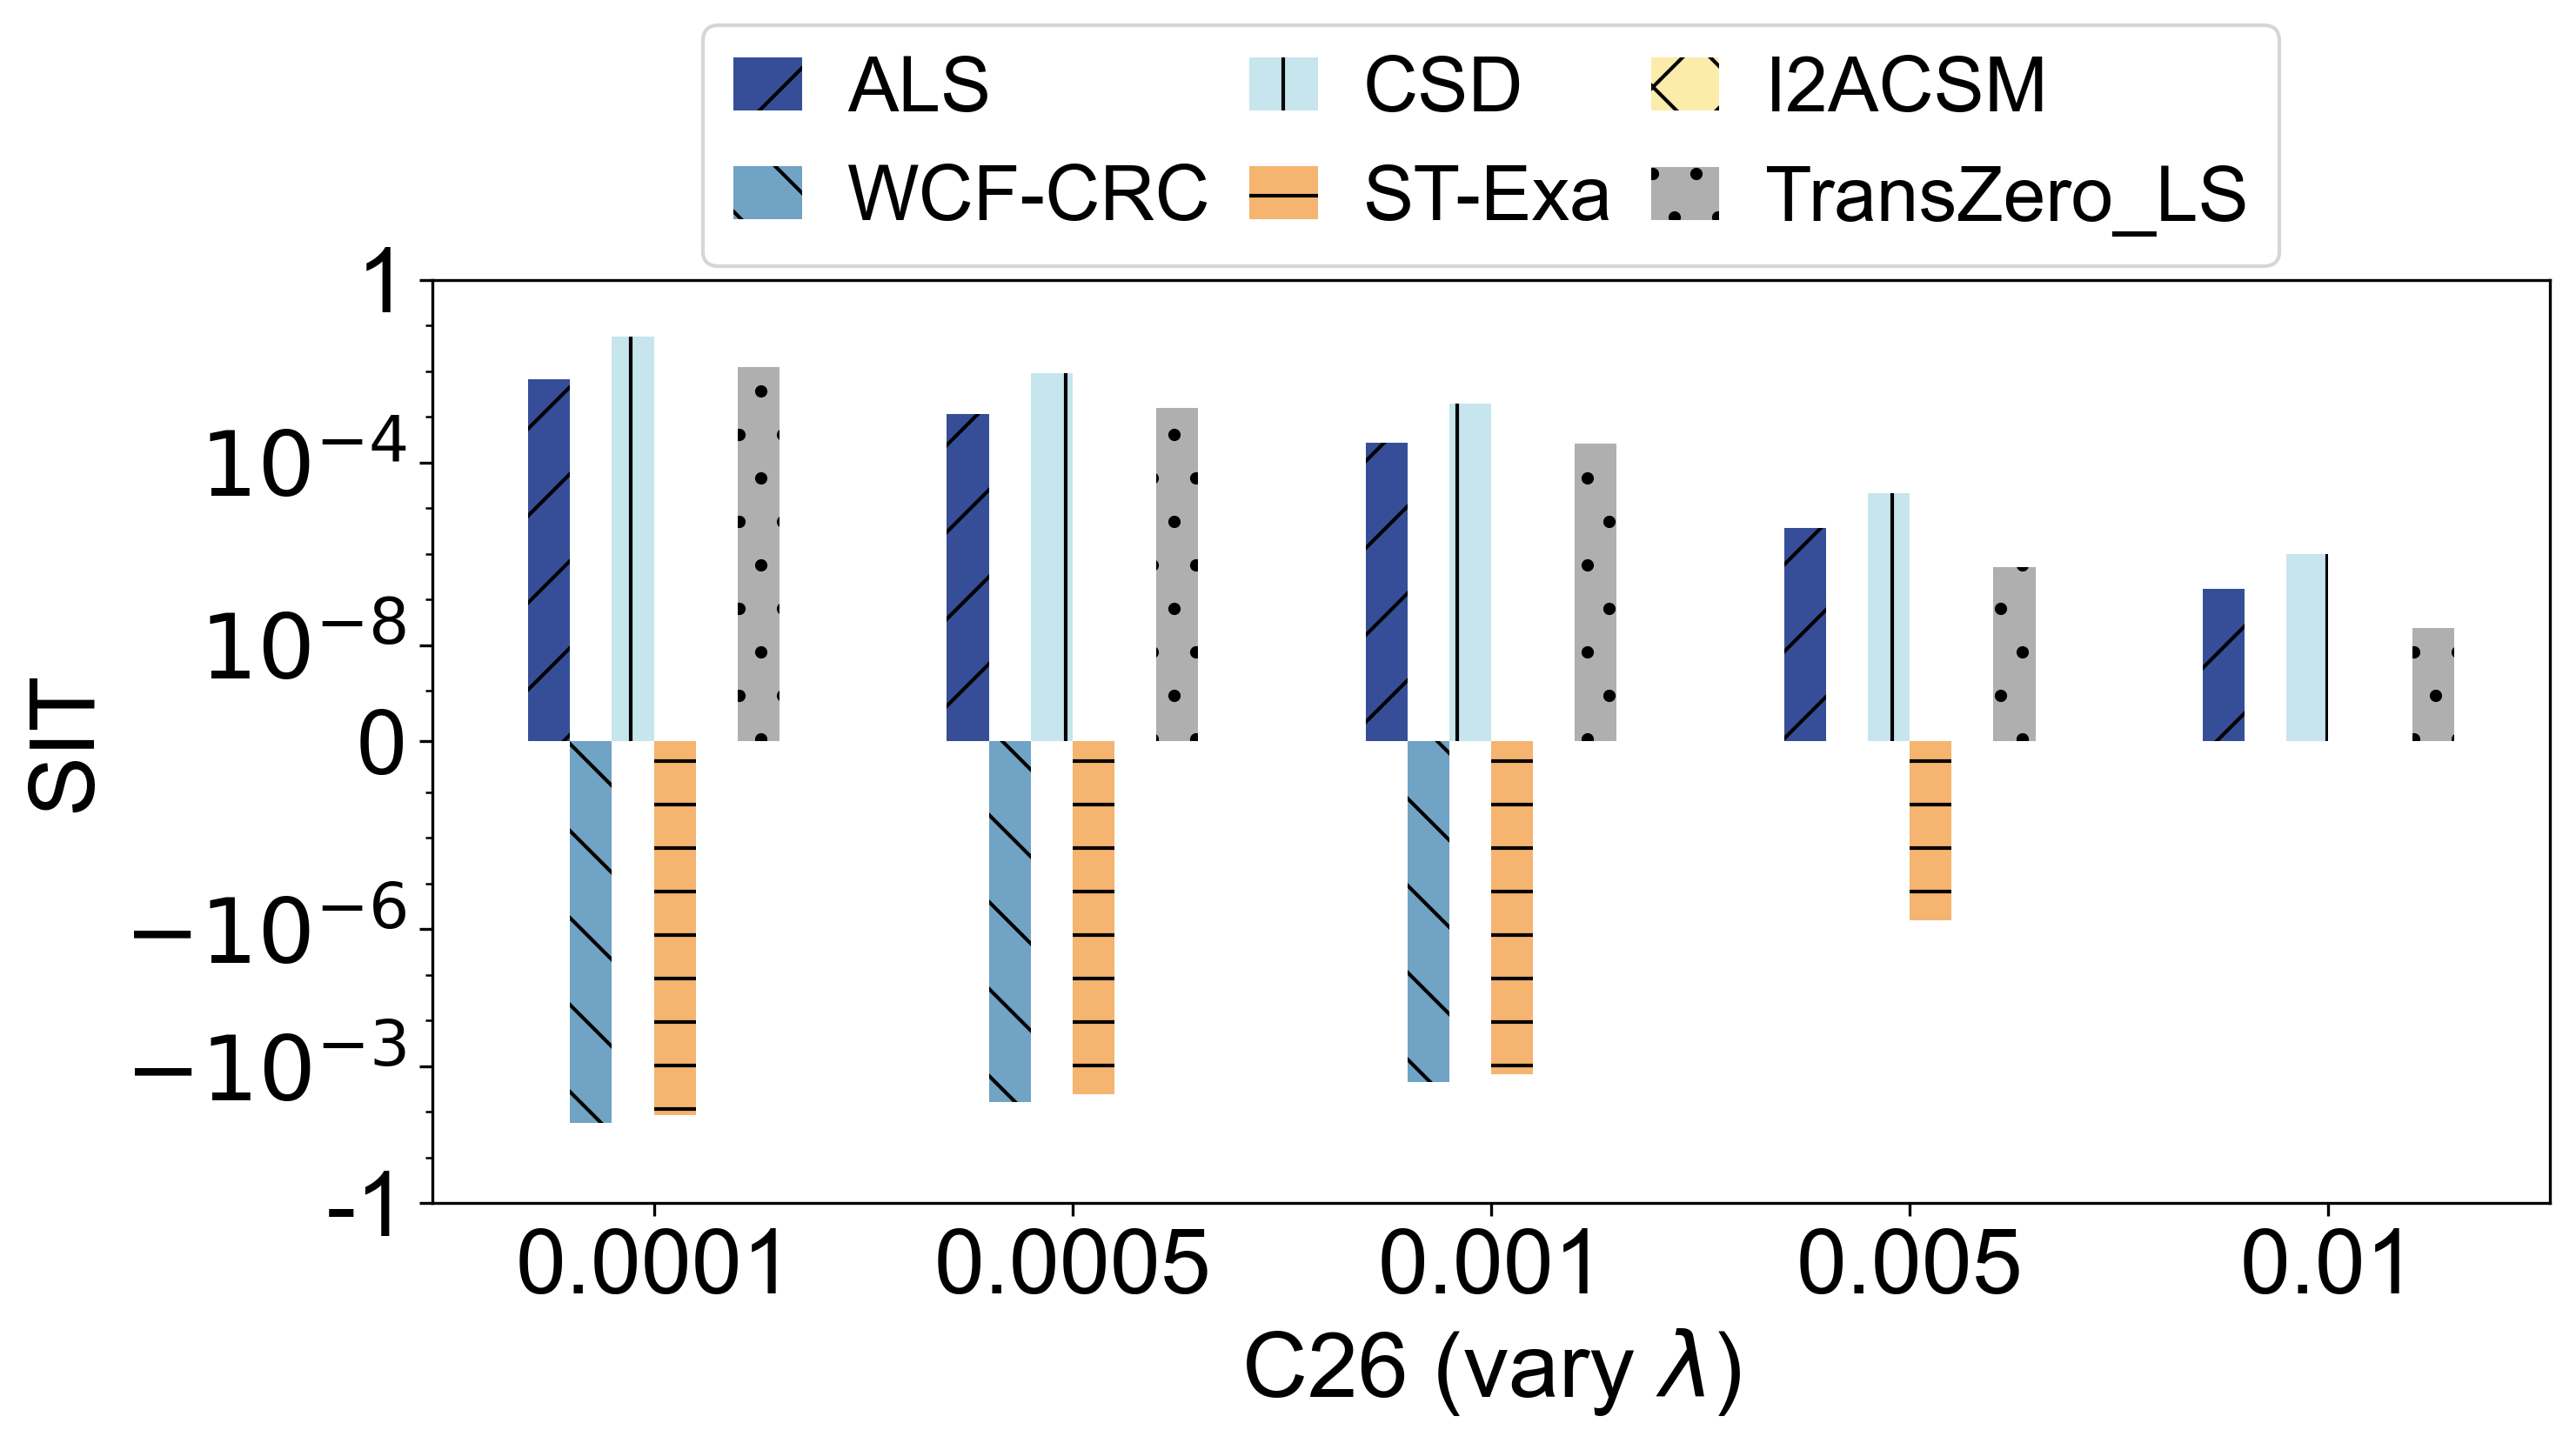 ALS CSD I2ACSM
WCF-CRC ST-Exa TransZero_LS
1
10⁻⁴
10⁻⁸
0
−10⁻⁶
−10⁻³
-1
SIT
0.0001 0.0005 0.001 0.005 0.01
C26 (vary λ)